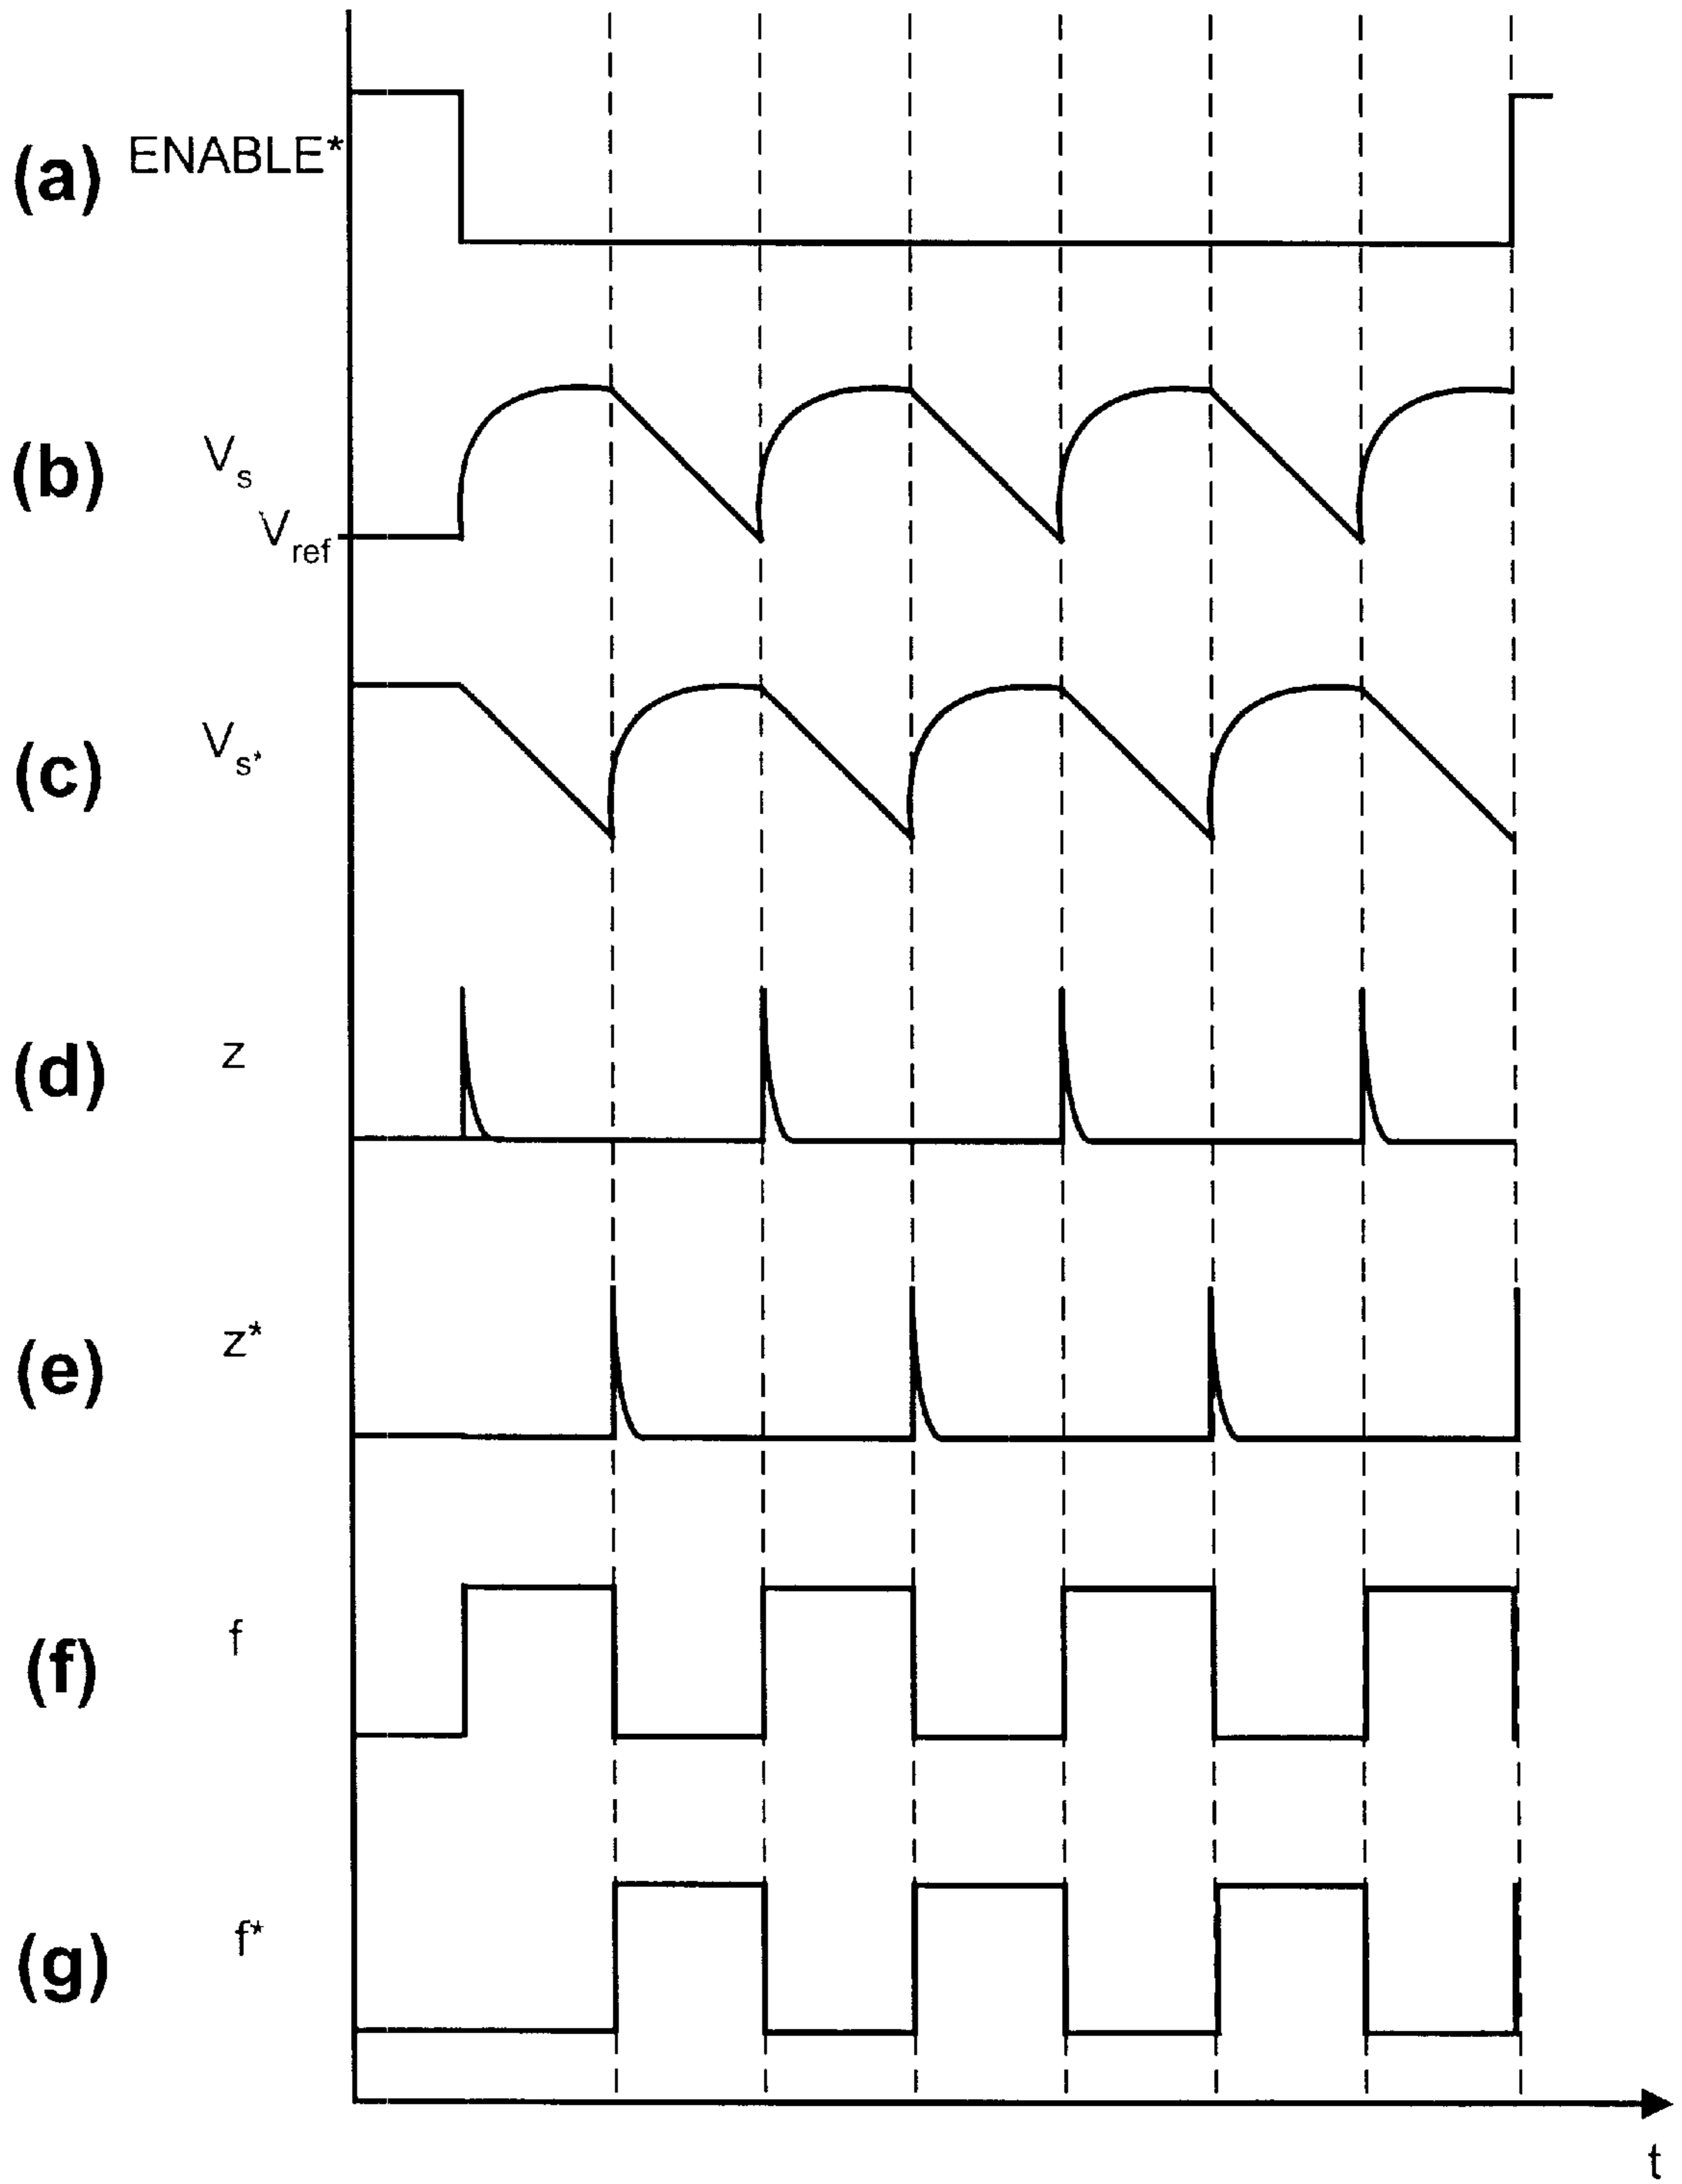 (a) ENABLE*
(b) Vs
Vref
(c) Vs*
(d) z
(e) z*
(f) f
(g) f*
t